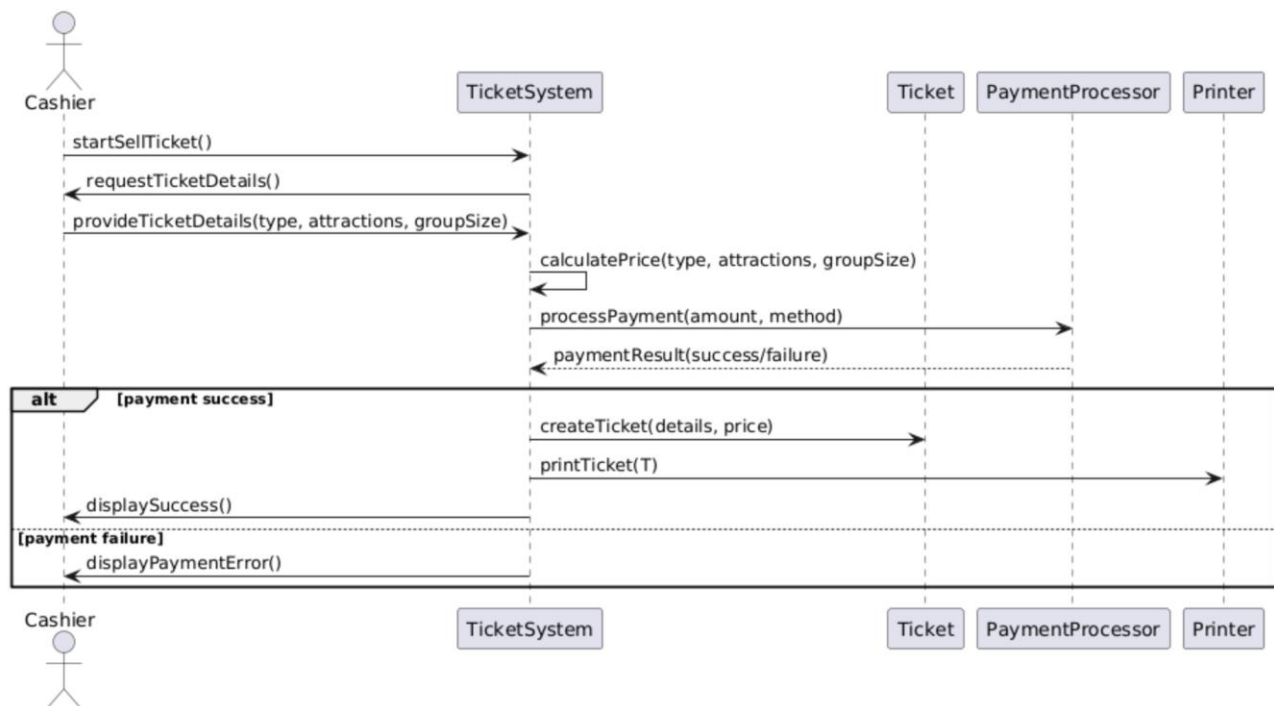 Cashier
TicketSystem
Ticket
PaymentProcessor
Printer
startSellTicket()
requestTicketDetails()
provideTicketDetails(type, attractions, groupSize)
calculatePrice(type, attractions, groupSize)
processPayment(amount, method)
paymentResult(success/failure)
alt [payment success]
createTicket(details, price)
printTicket(T)
displaySuccess()
[payment failure]
displayPaymentError()
Cashier
TicketSystem
Ticket
PaymentProcessor
Printer